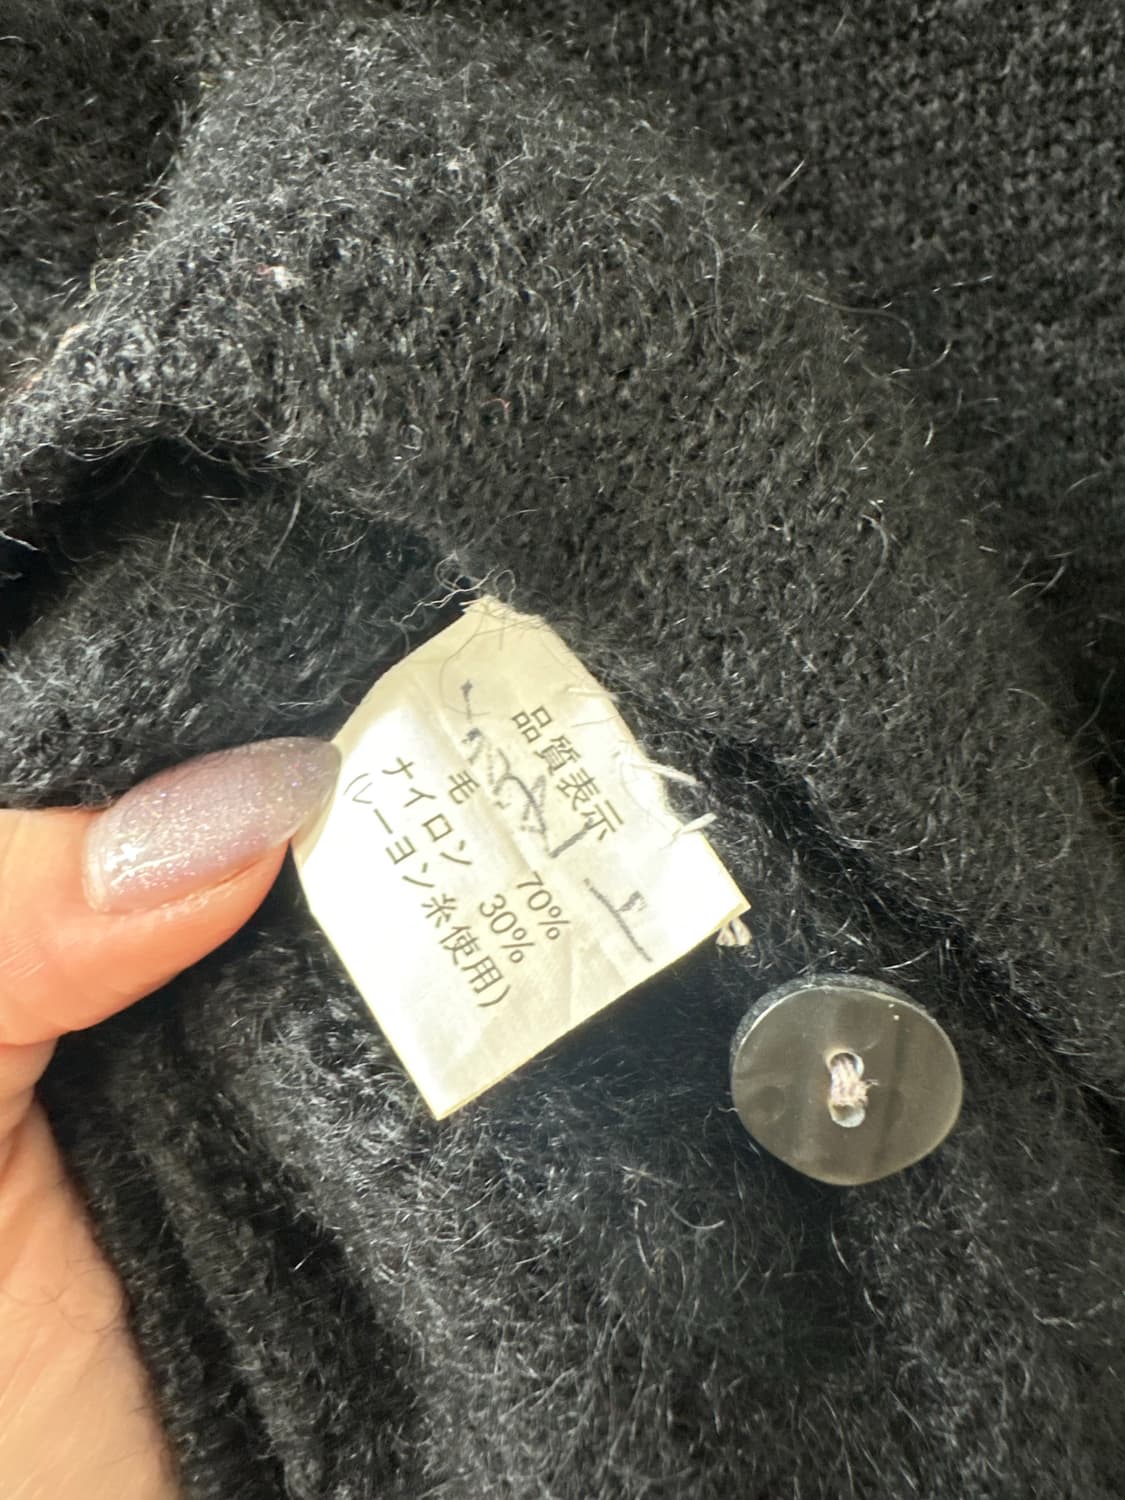 品質表示
毛 70%
ナイロン 30%
(レーヨン糸使用)